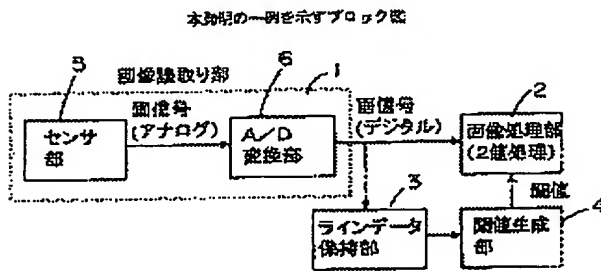 本発明の一例を示すブロック図
5
画像読取り部
6
1
センサ
部
画信号
(アナログ)
A/D
変換部
画信号
(デジタル)
2
画像処理部
(2値処理)
閾値
3
ラインデータ
保持部
閾値生成
部
4